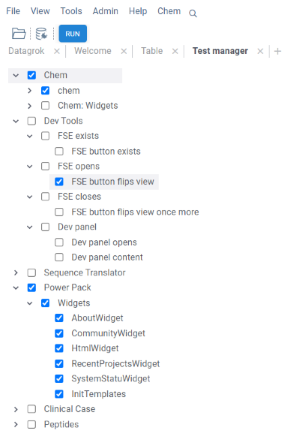 File View Tools Admin Help Chem
RUN
Datagrok Welcome Table Test manager
Chem
chem
Chem: Widgets
Dev Tools
FSE exists
FSE button exists
FSE opens
FSE button flips view
FSE closes
FSE button flips view once more
Dev panel
Dev panel opens
Dev panel content
Sequence Translator
Power Pack
Widgets
AboutWidget
CommunityWidget
HtmlWidget
RecentProjectsWidget
SystemStatuWidget
InitTemplates
Clinical Case
Peptides